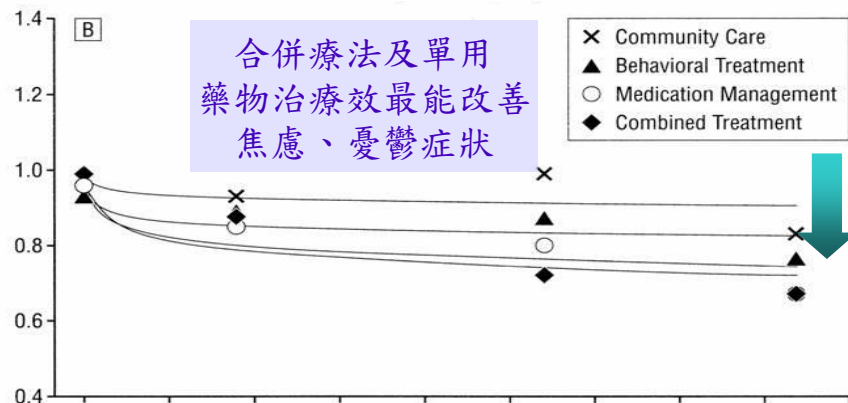 1.4
B
合併療法及單用
藥物治療效最能改善
焦慮、憂鬱症狀
Community Care
Behavioral Treatment
Medication Management
Combined Treatment
1.2
1.0
0.8
0.6
0.4